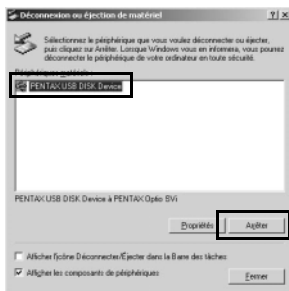 Déconnexion ou éjection de matériel
Sélectionnez le périphérique que vous voulez déconnecter ou éjecter,
puis cliquez sur Arrêter. Lorsque Windows vous en informera, vous pourrez
déconnecter le périphérique de votre ordinateur en toute sécurité.
Périphériques matériels :
PENTAX USB DISK Device
PENTAX USB DISK Device à PENTAX Optio
Propriétés
Arrêter
Afficher l'icône Déconnecter/Éjecter dans la Barre des tâches
Afficher les composants de périphériques
Fermer